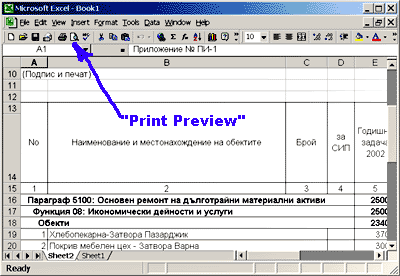 Microsoft Excel - Book1
File Edit View Insert Format Tools Data Window Help
10
A1 = Приложение № ПИ-1
A B C D E
10 (Подпис и печат)
13
14 No Наименование и местонахождение на обектите Брой за СИП Годишн задача 2002
15 1 2 3 4 5
16 Параграф 5100: Основен ремонт на дълготрайни материални активи 2500
17 Функция 08: Икономически дейности и услуги 2500
18 Обекти 2340
19 1 Хлебопекарна-Затвора Пазарджик 370
20 2 Покрив мебелен цех - Затвора Варна 300
Sheet2 Sheet1
"Print Preview"